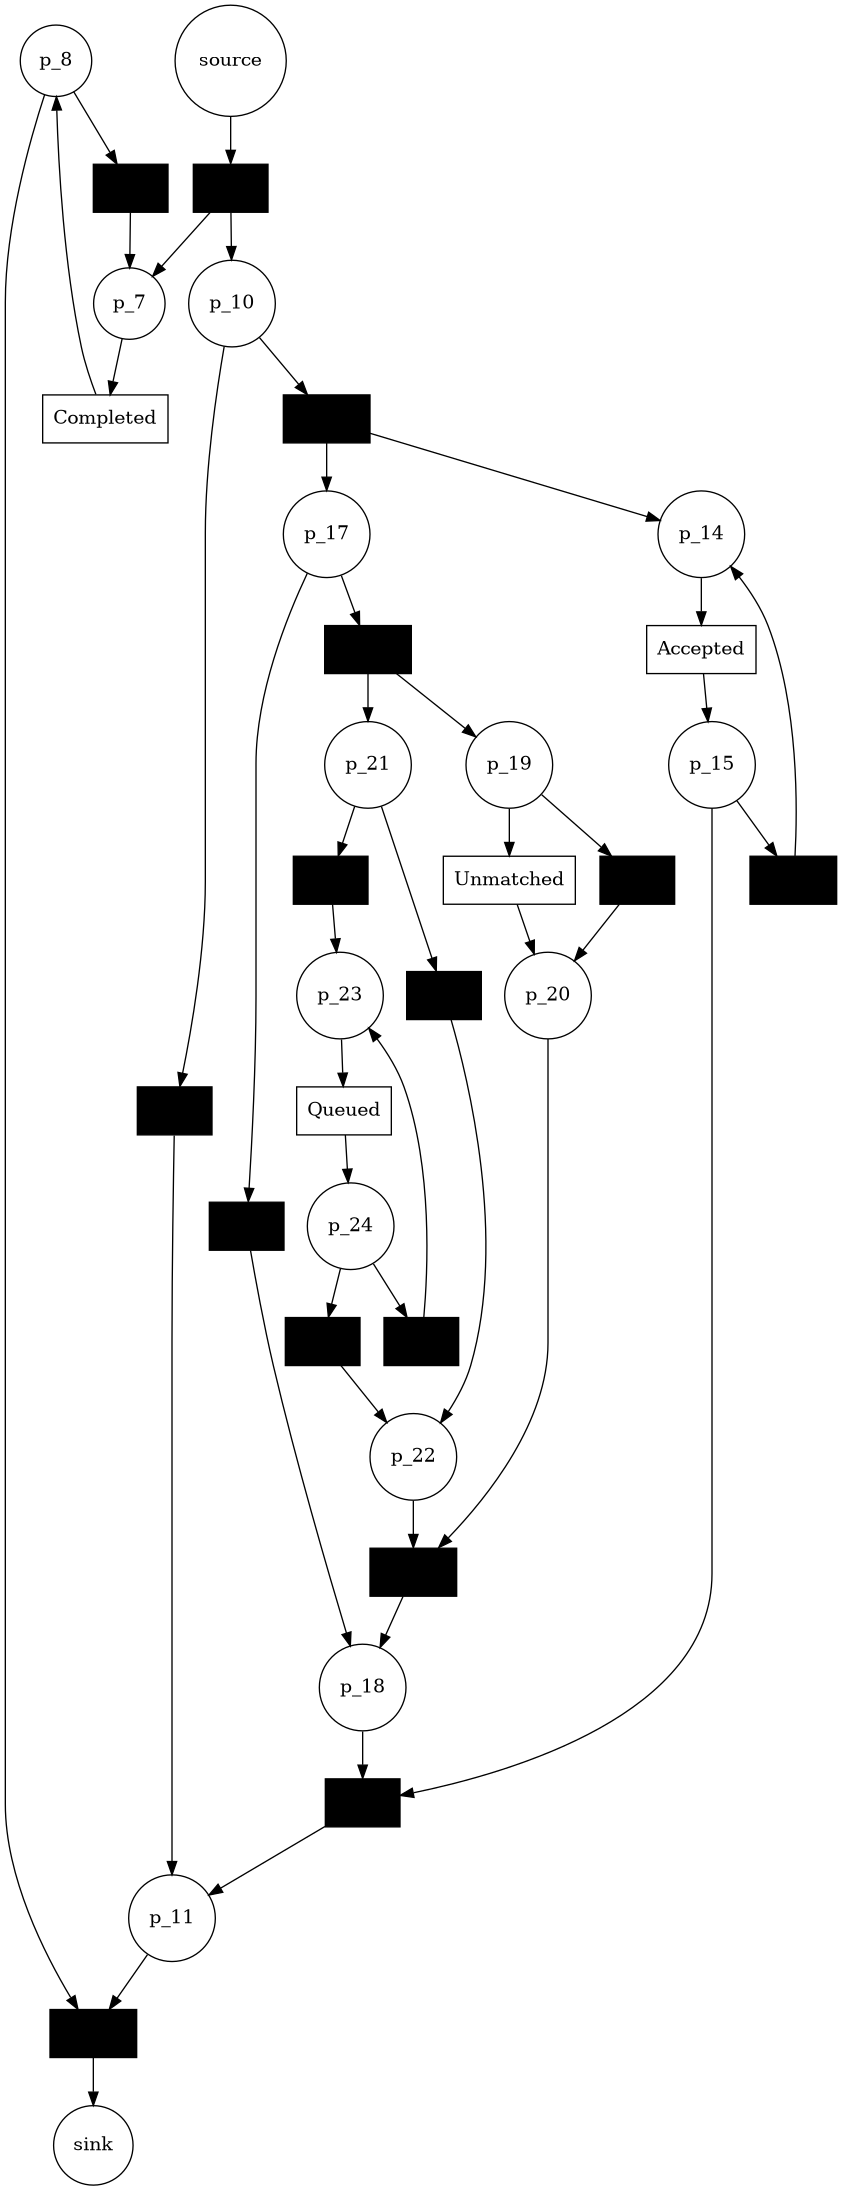 p_8
source
p_7
p_10
Completed
p_17
p_14
Accepted
p_21
p_19
p_15
Unmatched
p_23
p_20
Queued
p_24
p_22
p_18
p_11
sink